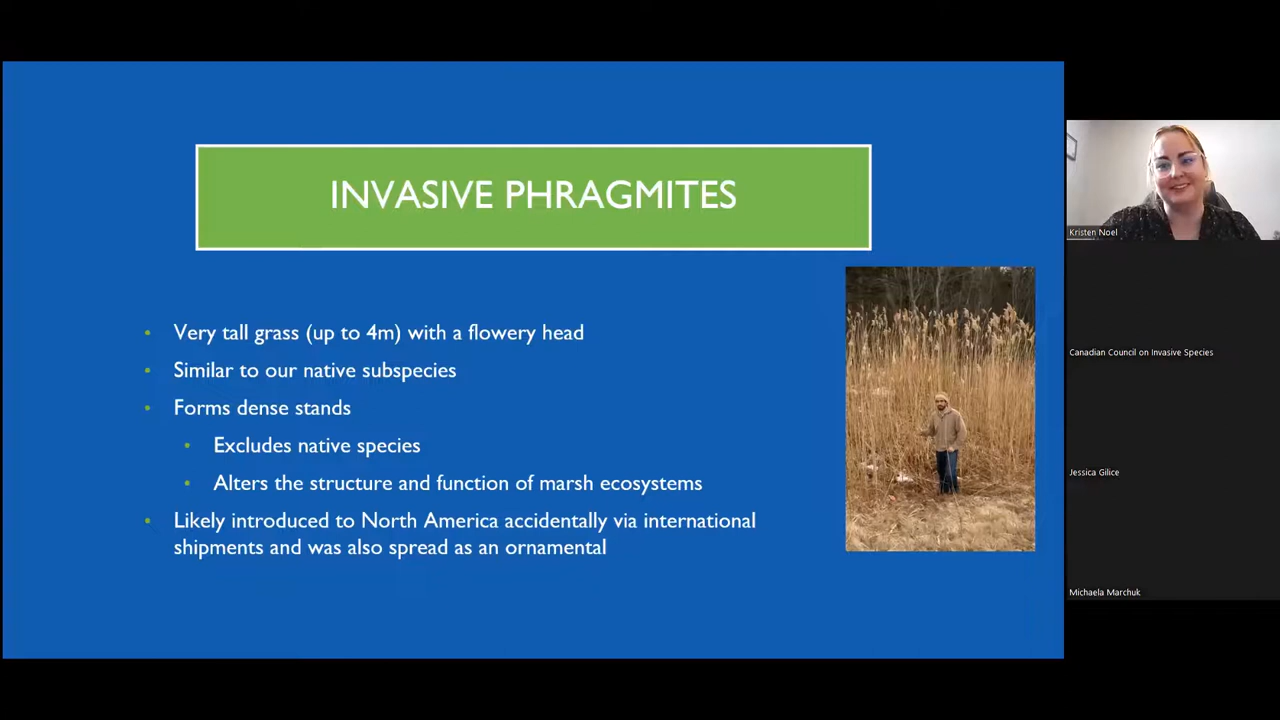 INVASIVE PHRAGMITES
• Very tall grass (up to 4m) with a flowery head
• Similar to our native subspecies
• Forms dense stands
• Excludes native species
• Alters the structure and function of marsh ecosystems
• Likely introduced to North America accidentally via international
shipments and was also spread as an ornamental
Kristen Noel
Canadian Council on Invasive Species
Jessica Gilice
Michaela Marchuk